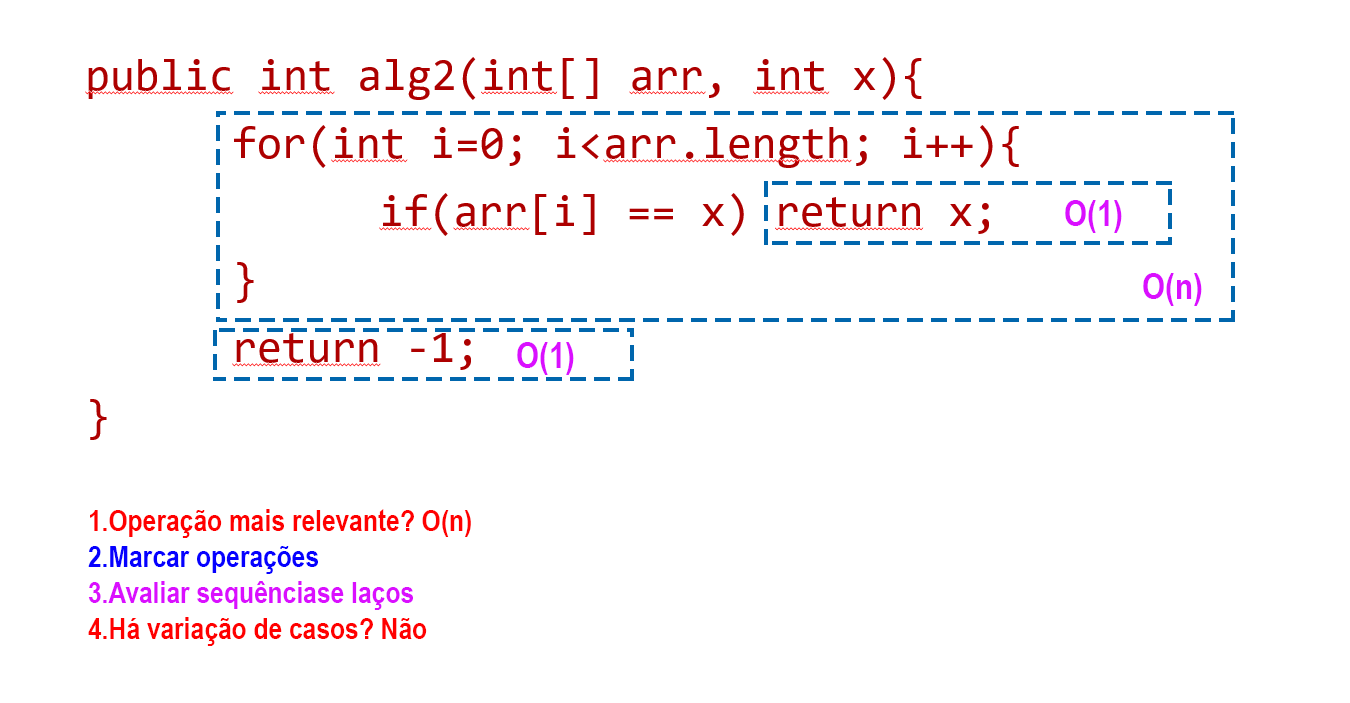 public int alg2(int[] arr, int x){
for(int i=0; i<arr.length; i++){
if(arr[i] == x) return x; O(1)
} O(n)
return -1; O(1)
}
1.Operação mais relevante? O(n)
2.Marcar operações
3.Avaliar sequênciase laços
4.Há variação de casos? Não